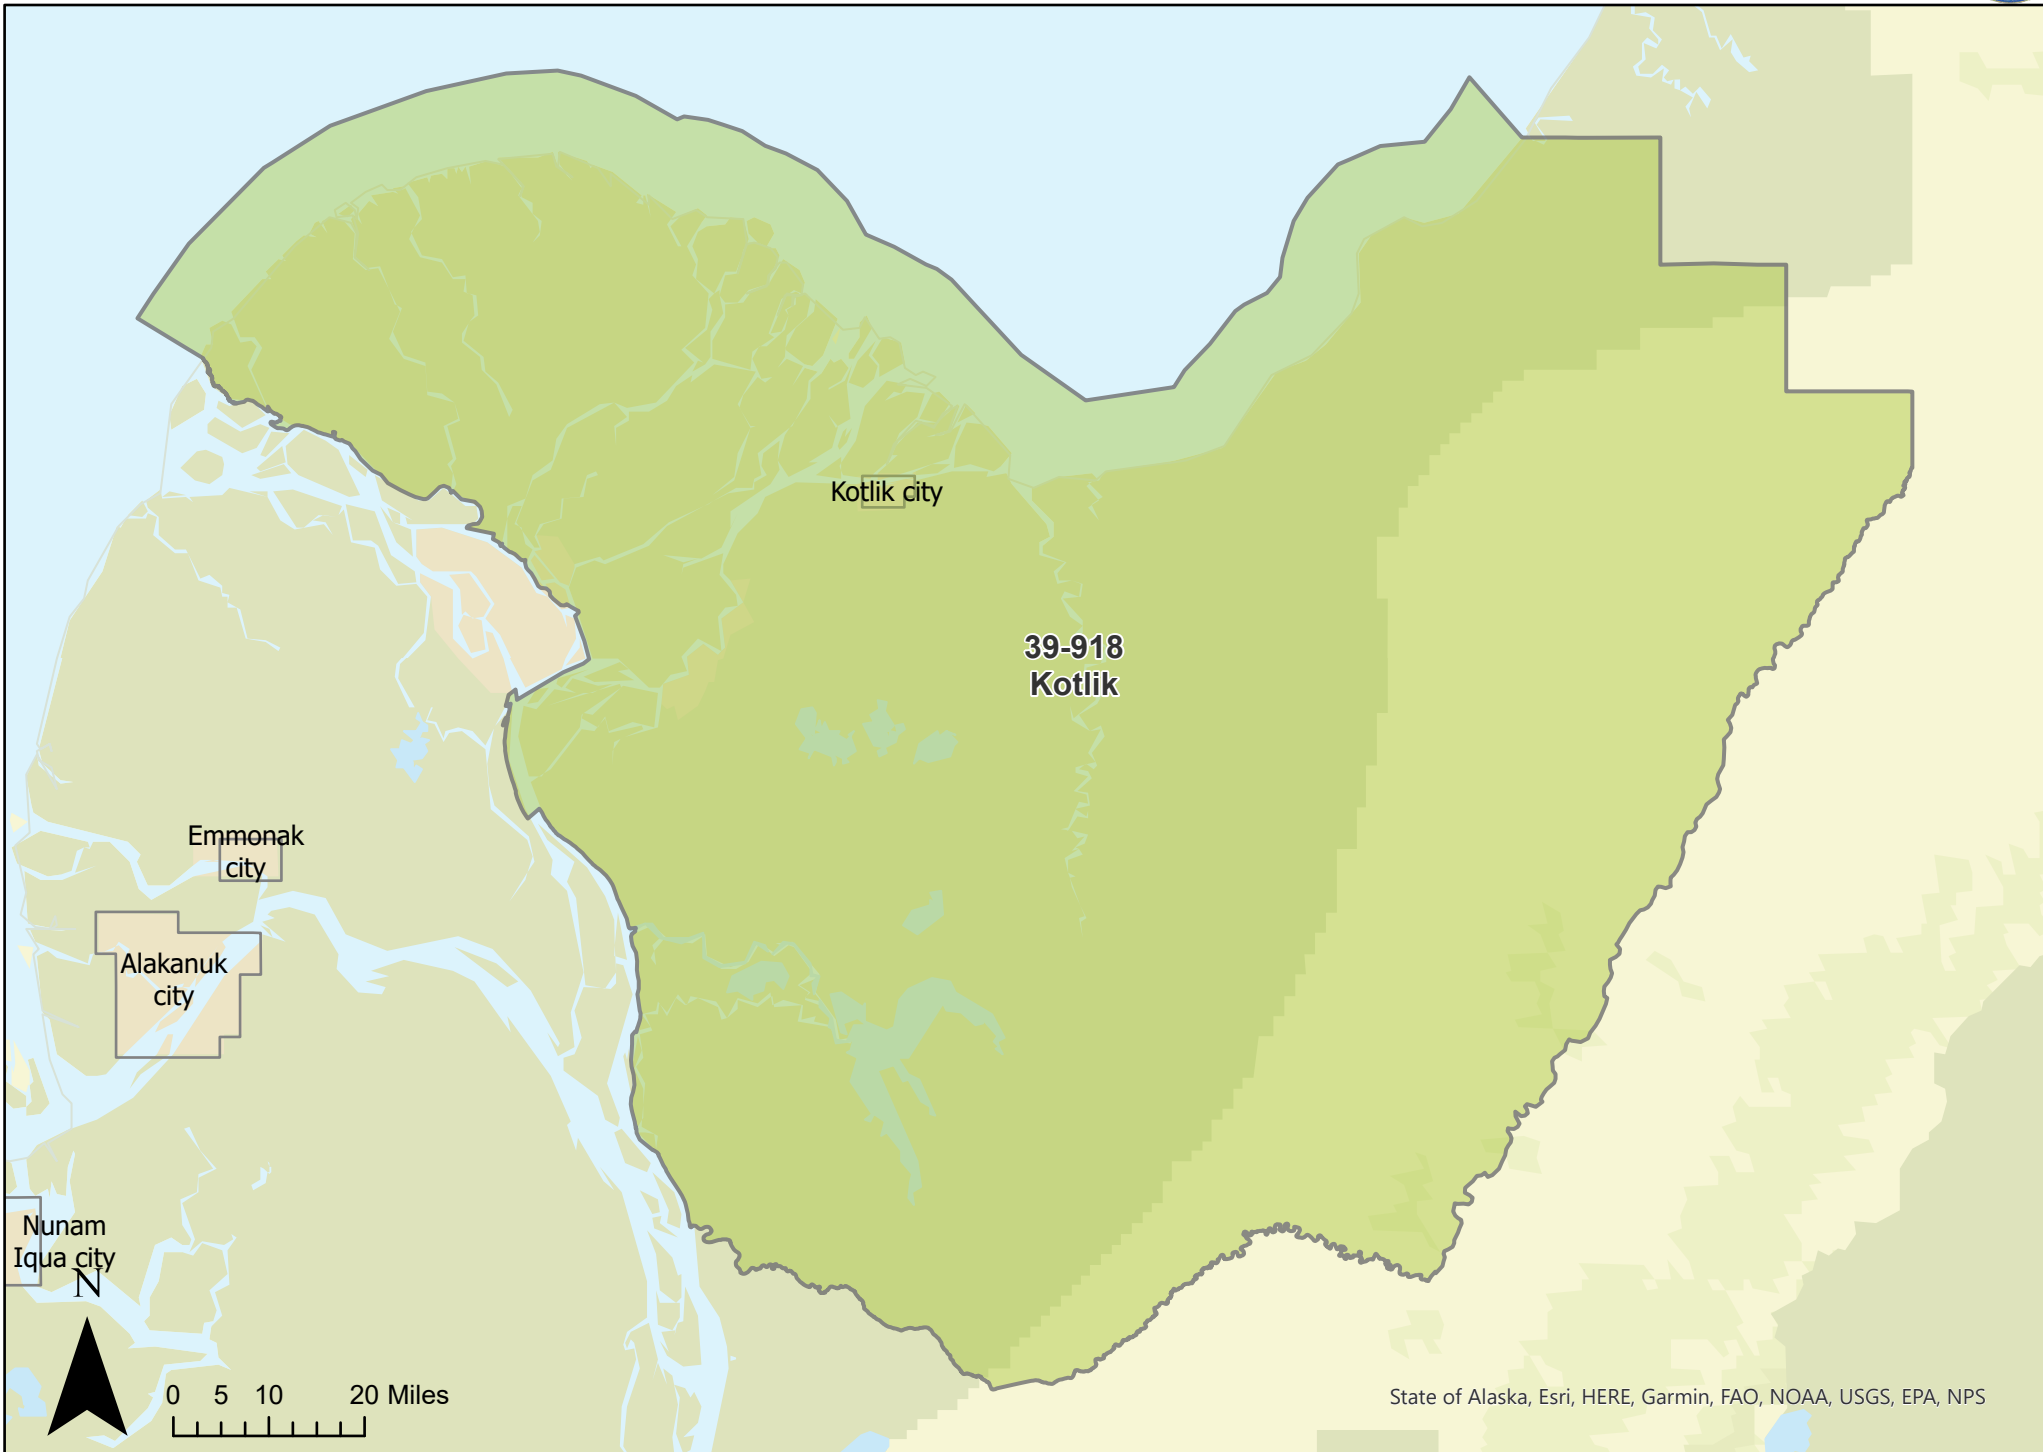 Kotlik city
39-918
Kotlik
Emmonak
city
Alakanuk
city
Nunam
Iqua city
N
0 5 10 20 Miles
State of Alaska, Esri, HERE, Garmin, FAO, NOAA, USGS, EPA, NPS